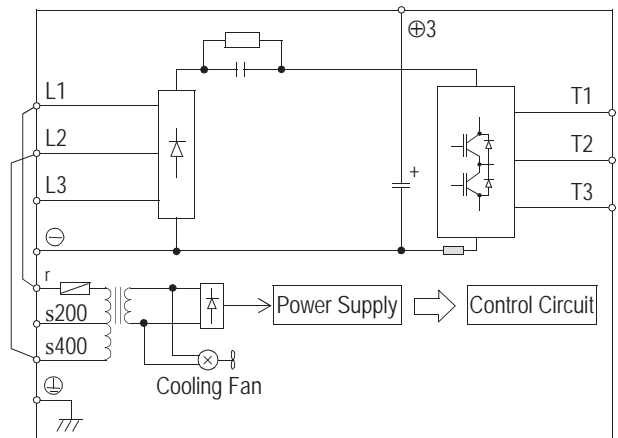 ⊕3
L1
T1
L2
T2
L3
T3
+
⊖
r
s200
Power Supply
Control Circuit
s400
Cooling Fan